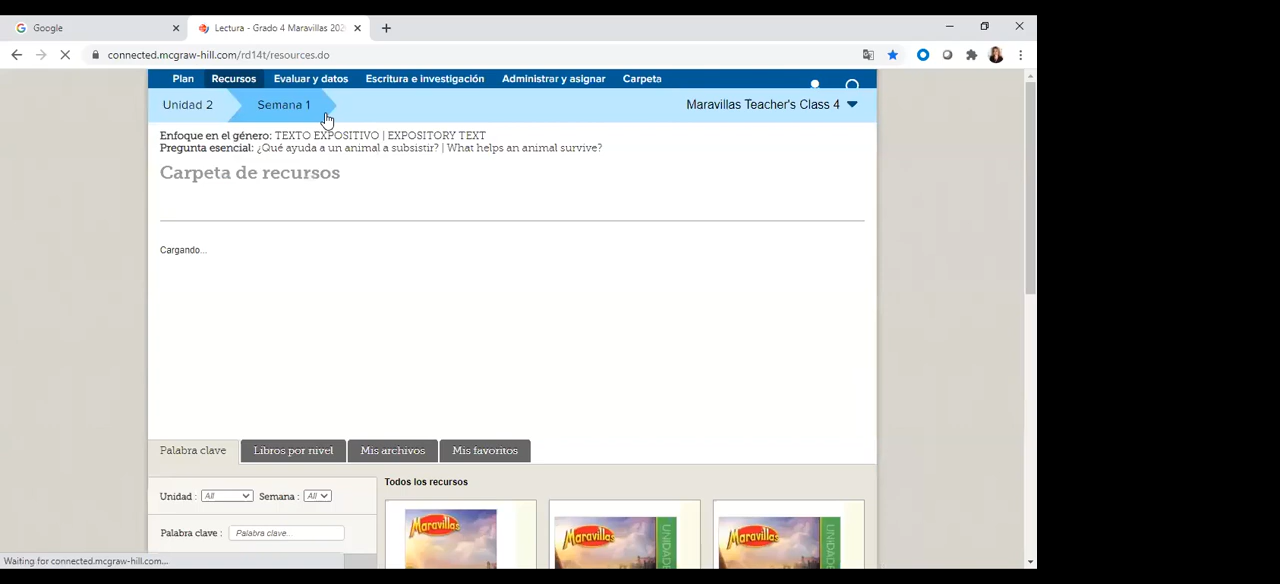 Google
Lectura - Grado 4 Maravillas 202
connected.mcgraw-hill.com/rd14t/resources.do
Plan Recursos Evaluar y datos Escritura e investigación Administrar y asignar Carpeta
Unidad 2 Semana 1 Maravillas Teacher's Class 4
Enfoque en el género: TEXTO EXPOSITIVO | EXPOSITORY TEXT
Pregunta esencial: ¿Qué ayuda a un animal a subsistir? | What helps an animal survive?
Carpeta de recursos
Cargando...
Palabra clave Libros por nivel Mis archivos Mis favoritos
Todos los recursos
Unidad : All Semana : All
Maravillas Maravillas UNIDAD Maravillas UNIDAD
Palabra clave : Palabra clave...
Waiting for connected.mcgraw-hill.com...